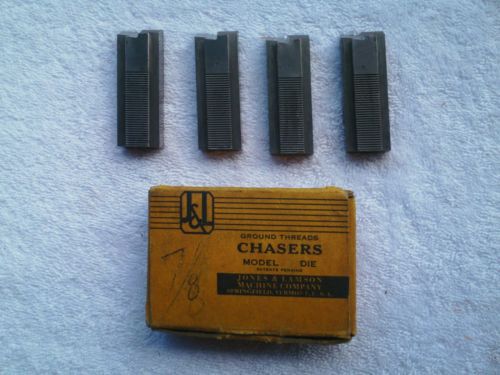 J&L
GROUND THREADS
CHASERS
MODEL DIE
PATENTS PENDING
JONES & LAMSON
MACHINE COMPANY
SPRINGFIELD, VERMONT, U. S. A.
7/8